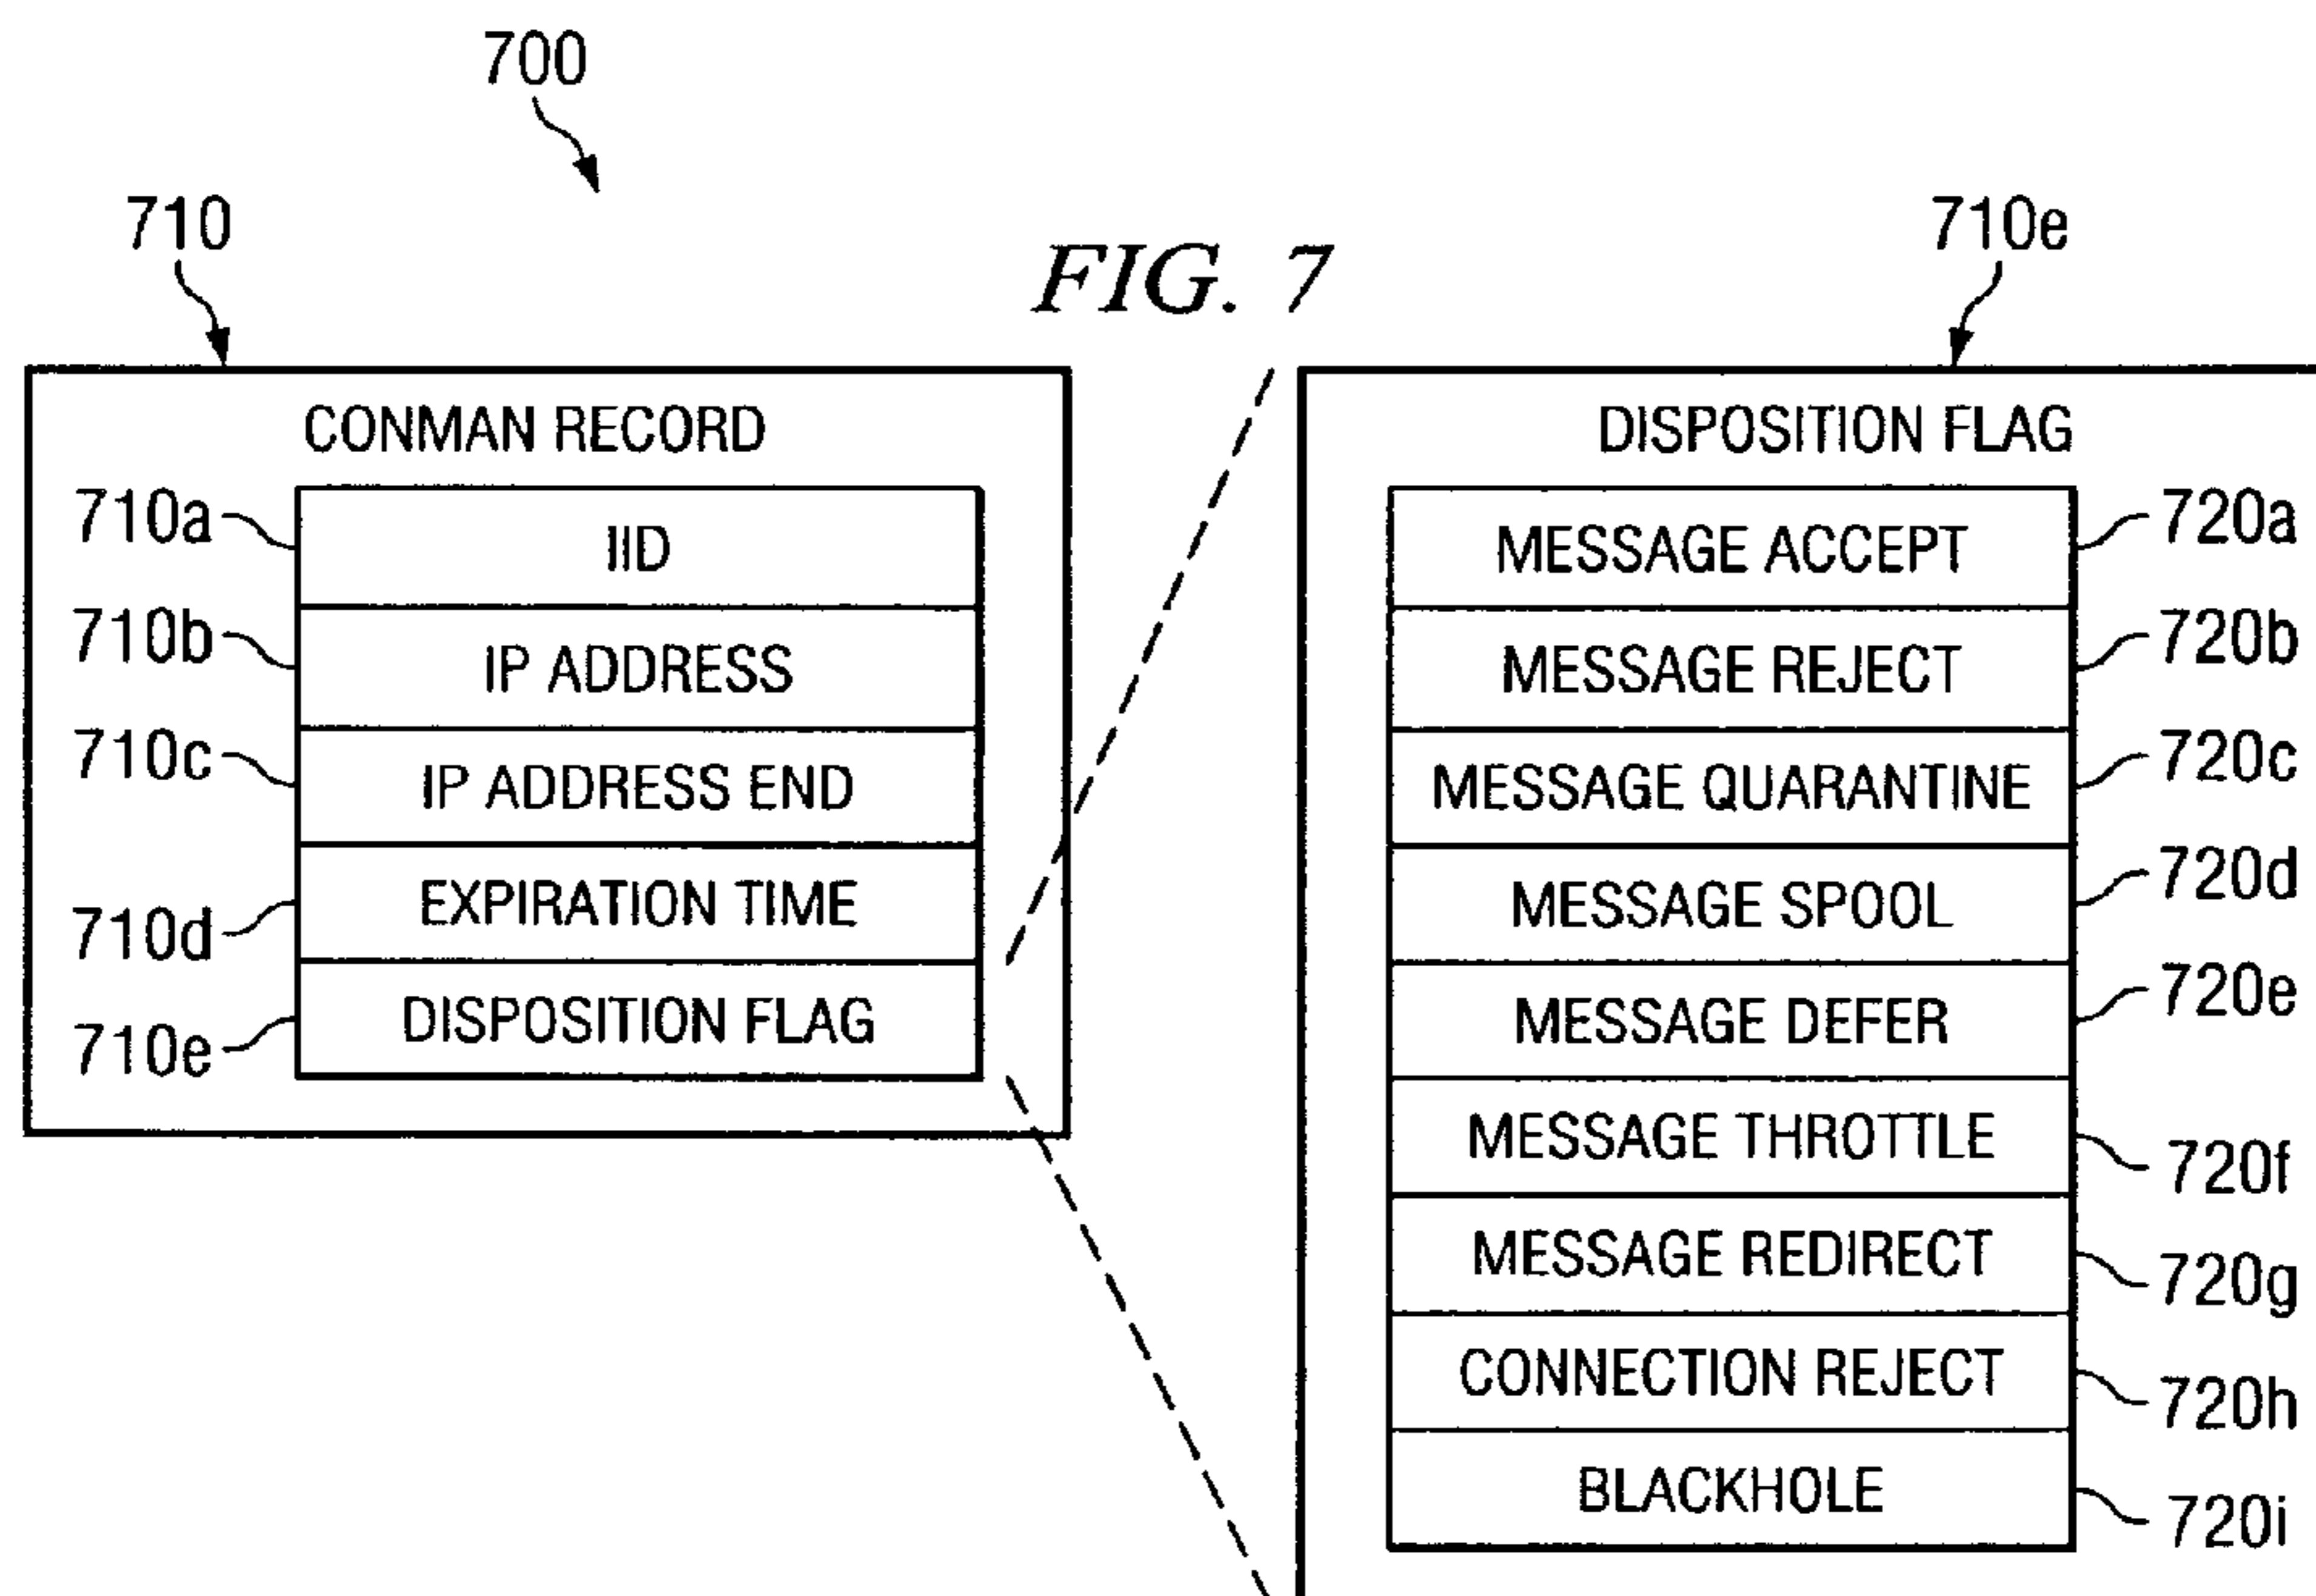 700
710
FIG. 7
710e
CONMAN RECORD
710a IID
710b IP ADDRESS
710c IP ADDRESS END
710d EXPIRATION TIME
710e DISPOSITION FLAG
DISPOSITION FLAG
MESSAGE ACCEPT 720a
MESSAGE REJECT 720b
MESSAGE QUARANTINE 720c
MESSAGE SPOOL 720d
MESSAGE DEFER 720e
MESSAGE THROTTLE 720f
MESSAGE REDIRECT 720g
CONNECTION REJECT 720h
BLACKHOLE 720i